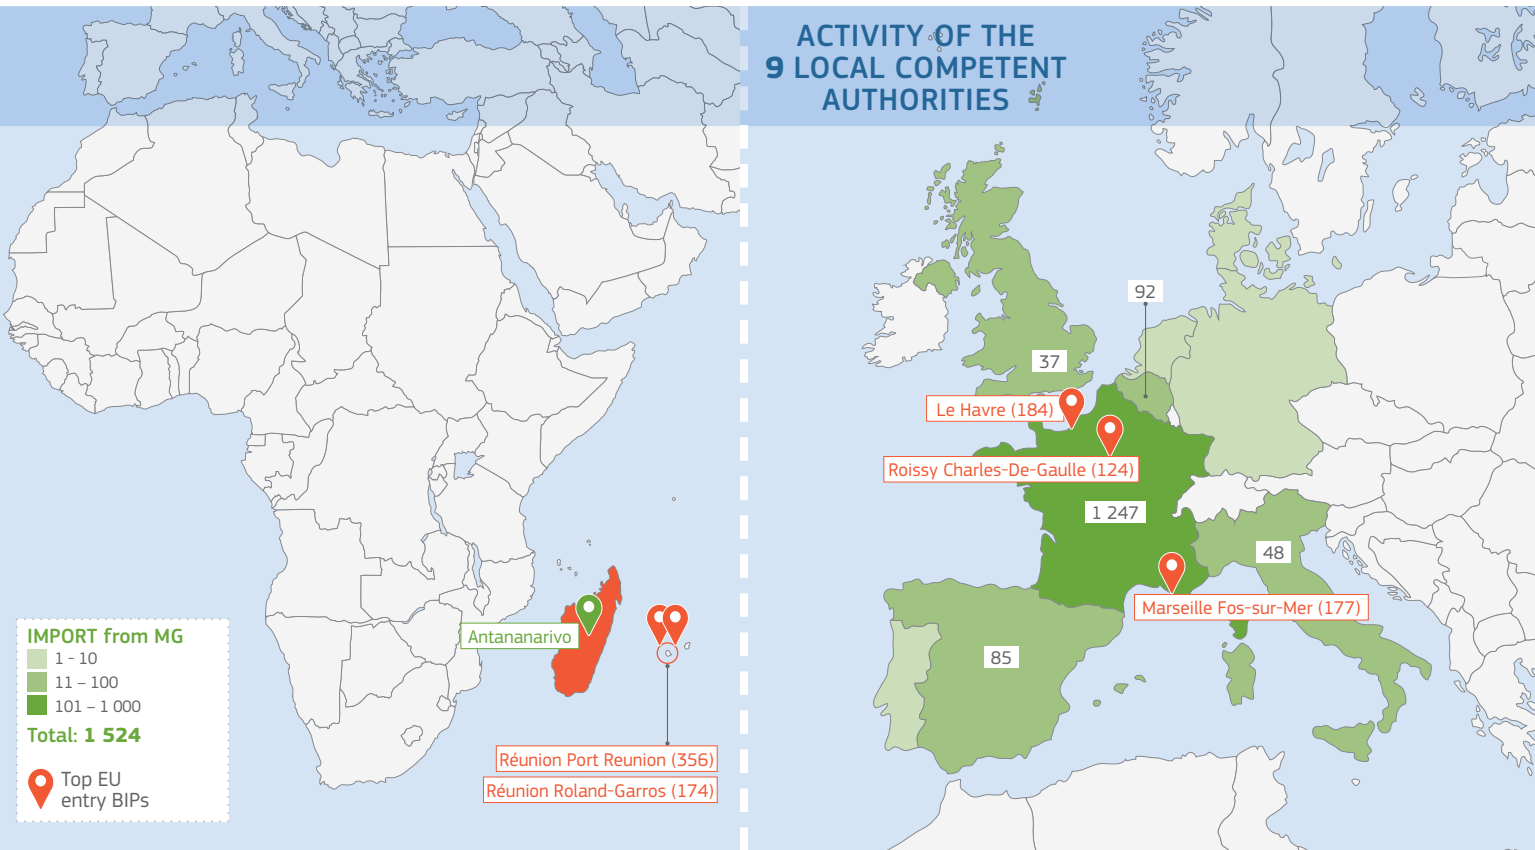 ACTIVITY OF THE
9 LOCAL COMPETENT
AUTHORITIES
92
37
Le Havre (184)
Roissy Charles-De-Gaulle (124)
1 247
48
Marseille Fos-sur-Mer (177)
85
Antananarivo
Réunion Port Reunion (356)
Réunion Roland-Garros (174)
IMPORT from MG
1 - 10
11 – 100
101 – 1 000
Total: 1 524
Top EU
entry BIPs